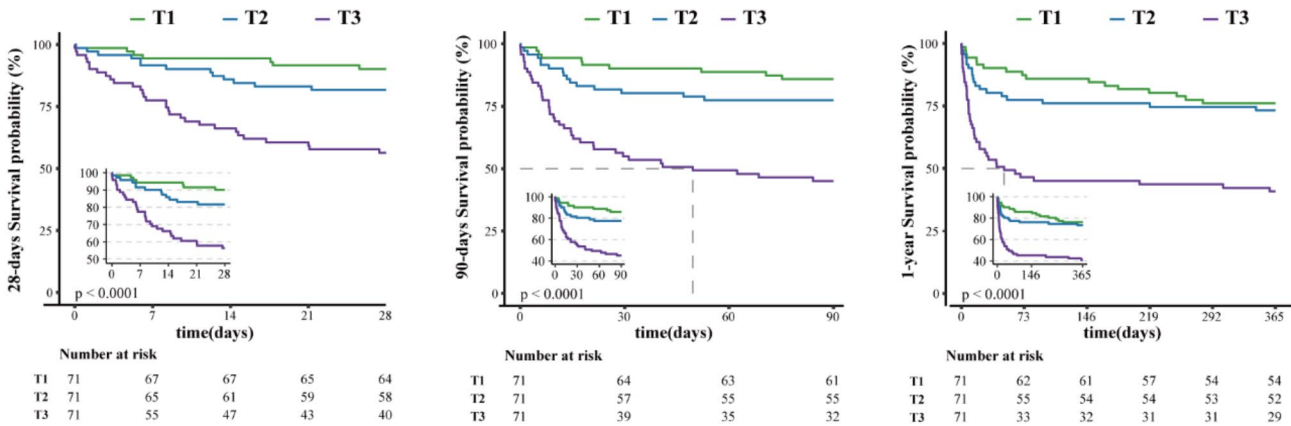 T1 T2 T3
28-days Survival probability (%)
100
75
50
25
0
100
90
80
70
60
50
0 7 14 21 28
p < 0.0001
0 7 14 21 28
time(days)
Number at risk
T1 71 67 67 65 64
T2 71 65 61 59 58
T3 71 55 47 43 40
T1 T2 T3
90-days Survival probability (%)
100
75
50
25
0
100
80
60
40
0 30 60 90
p < 0.0001
0 30 60 90
time(days)
Number at risk
T1 71 64 63 61
T2 71 57 55 55
T3 71 39 35 32
T1 T2 T3
1-year Survival probability (%)
100
75
50
25
0
100
80
60
40
0 146 365
p < 0.0001
0 73 146 219 292 365
time(days)
Number at risk
T1 71 62 61 57 54 54
T2 71 55 54 54 53 52
T3 71 33 32 31 31 29